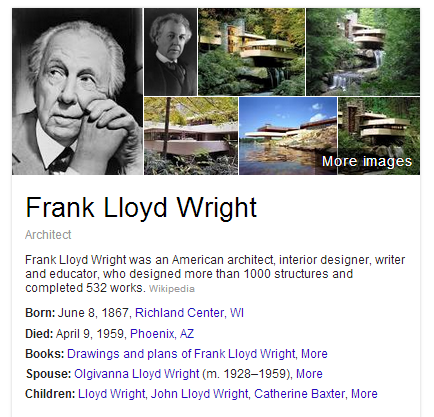 More images
Frank Lloyd Wright
Architect
Frank Lloyd Wright was an American architect, interior designer, writer
and educator, who designed more than 1000 structures and
completed 532 works. Wikipedia
Born: June 8, 1867, Richland Center, WI
Died: April 9, 1959, Phoenix, AZ
Books: Drawings and plans of Frank Lloyd Wright, More
Spouse: Olgivanna Lloyd Wright (m. 1928–1959), More
Children: Lloyd Wright, John Lloyd Wright, Catherine Baxter, More